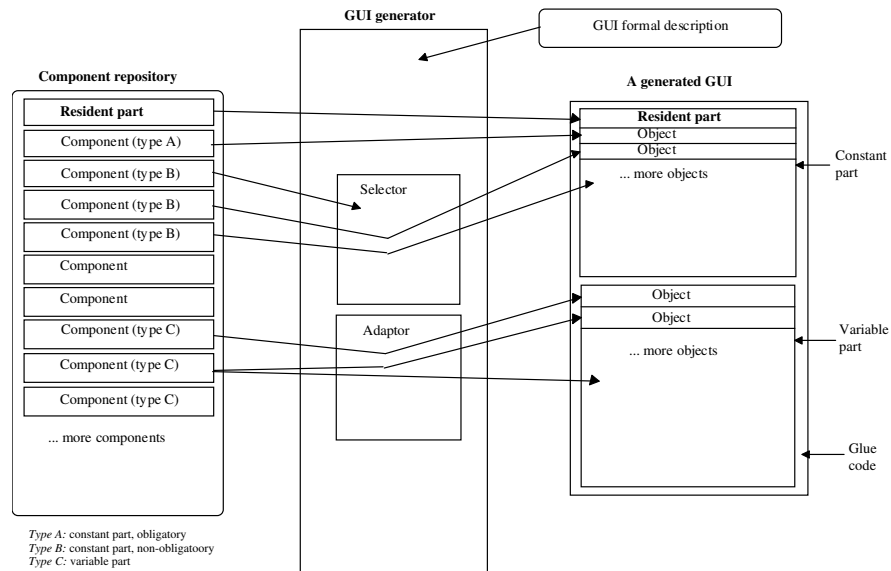 GUI generator
GUI formal description
Component repository
A generated GUI
Resident part
Component (type A)
Component (type B)
Component (type B)
Component (type B)
Component
Component
Component (type C)
Component (type C)
Component (type C)
... more components
Selector
Adaptor
Resident part
Object
Object
... more objects
Constant
part
Object
Object
... more objects
Variable
part
Glue
code
Type A: constant part, obligatory
Type B: constant part, non-obligatoory
Type C: variable part